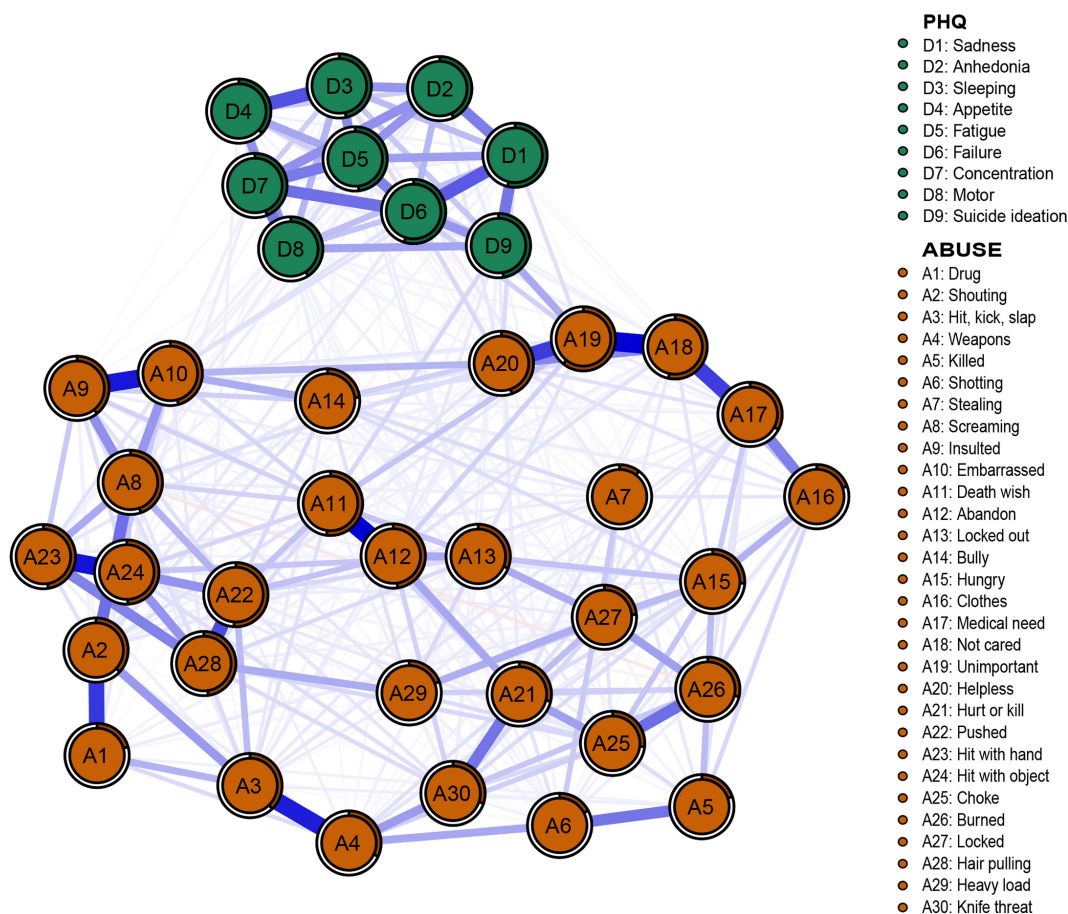 PHQ
D1: Sadness
D2: Anhedonia
D3: Sleeping
D4: Appetite
D5: Fatigue
D6: Failure
D7: Concentration
D8: Motor
D9: Suicide ideation
ABUSE
A1: Drug
A2: Shouting
A3: Hit, kick, slap
A4: Weapons
A5: Killed
A6: Shotting
A7: Stealing
A8: Screaming
A9: Insulted
A10: Embarrassed
A11: Death wish
A12: Abandon
A13: Locked out
A14: Bully
A15: Hungry
A16: Clothes
A17: Medical need
A18: Not cared
A19: Unimportant
A20: Helpless
A21: Hurt or kill
A22: Pushed
A23: Hit with hand
A24: Hit with object
A25: Choke
A26: Burned
A27: Locked
A28: Hair pulling
A29: Heavy load
A30: Knife threat
D3
D2
D4
D5
D1
D7
D6
D8
D9
A19
A18
A20
A10
A9
A14
A17
A8
A11
A7
A16
A23
A24
A12
A13
A15
A22
A27
A2
A28
A29
A21
A26
A25
A1
A3
A30
A5
A6
A4